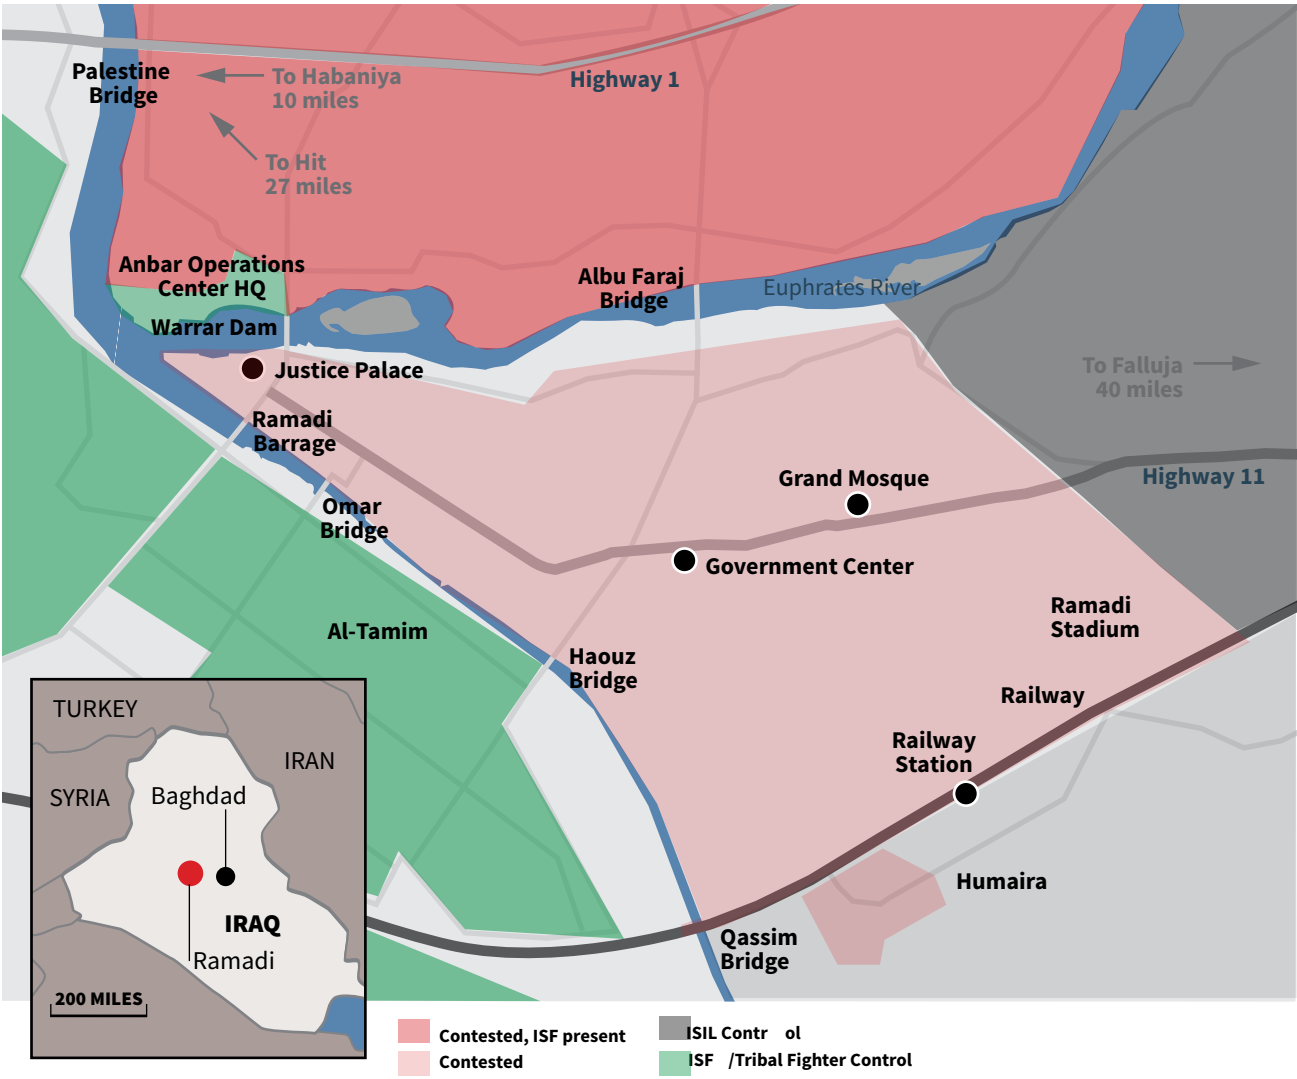 Palestine
Bridge
To Habaniya
10 miles
Highway 1
To Hit
27 miles
Anbar Operations
Center HQ
Albu Faraj
Bridge
Euphrates River
Warrar Dam
Justice Palace
To Falluja
40 miles
Ramadi
Barrage
Grand Mosque
Highway 11
Omar
Bridge
Government Center
Al-Tamim
Ramadi
Stadium
Haouz
Bridge
Railway
Railway
Station
TURKEY
IRAN
SYRIA
Baghdad
IRAQ
Ramadi
200 MILES
Humaira
Qassim
Bridge
Contested, ISF present
Contested
ISIL Contr ol
ISF /Tribal Fighter Control